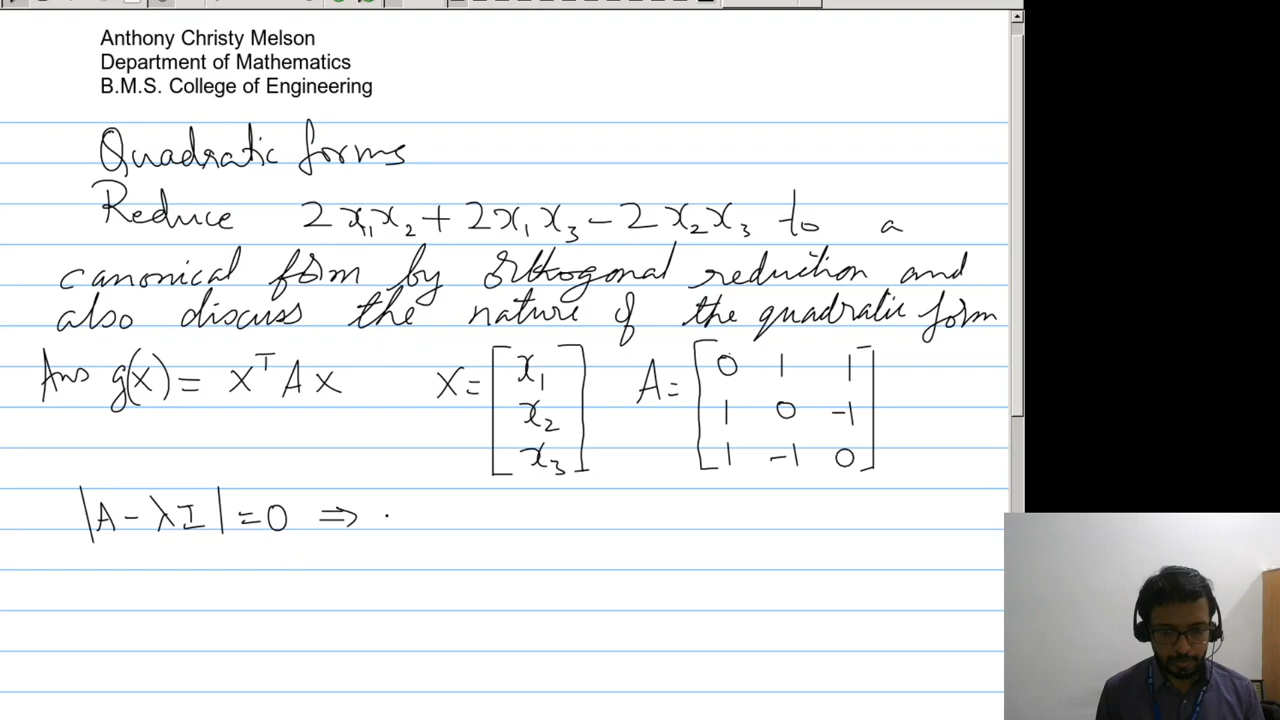 Anthony Christy Melson
Department of Mathematics
B.M.S. College of Engineering
Quadratic forms
Reduce 2x₁x₂ + 2x₁x₃ - 2x₂x₃ to a
canonical form by orthogonal reduction and
also discuss the nature of the quadratic form
Ans g(X) = XᵀAX X = [x₁ x₂ x₃] A = [0 1 1
1 0 -1
1 -1 0]
|A - λI| = 0 ⇒